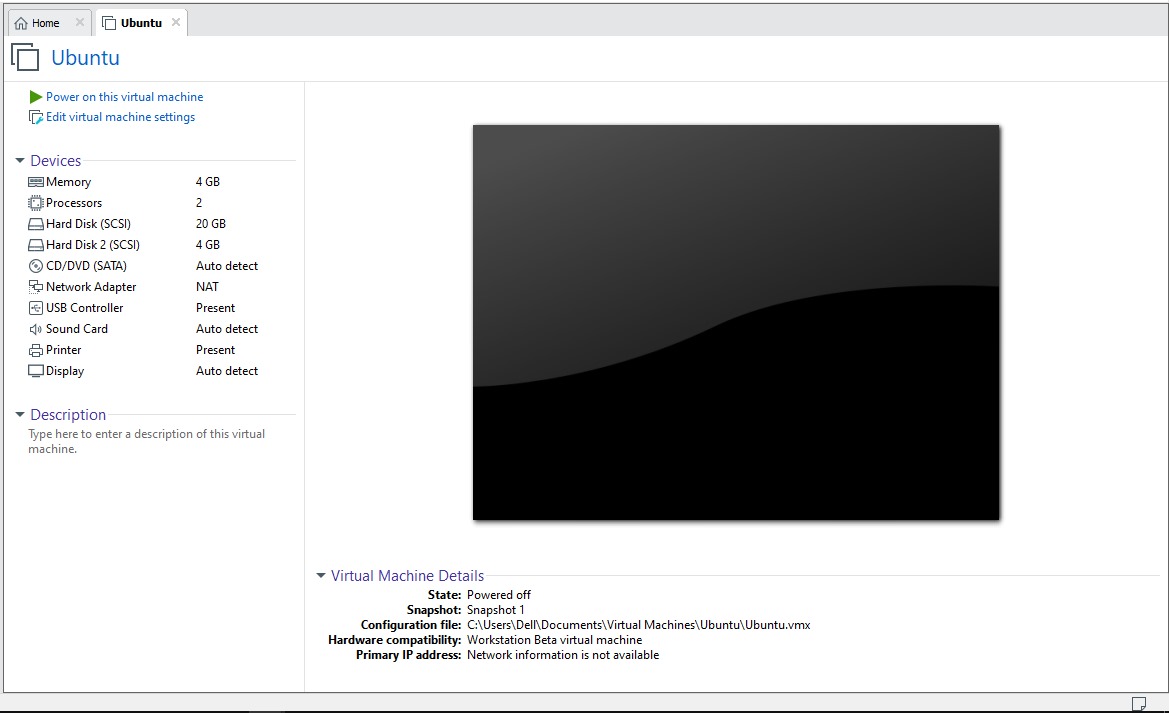 Home
Ubuntu
Ubuntu
Power on this virtual machine
Edit virtual machine settings
Devices
Memory 4 GB
Processors 2
Hard Disk (SCSI) 20 GB
Hard Disk 2 (SCSI) 4 GB
CD/DVD (SATA) Auto detect
Network Adapter NAT
USB Controller Present
Sound Card Auto detect
Printer Present
Display Auto detect
Description
Type here to enter a description of this virtual
machine.
Virtual Machine Details
State: Powered off
Snapshot: Snapshot 1
Configuration file: C:\Users\Dell\Documents\Virtual Machines\Ubuntu\Ubuntu.vmx
Hardware compatibility: Workstation Beta virtual machine
Primary IP address: Network information is not available